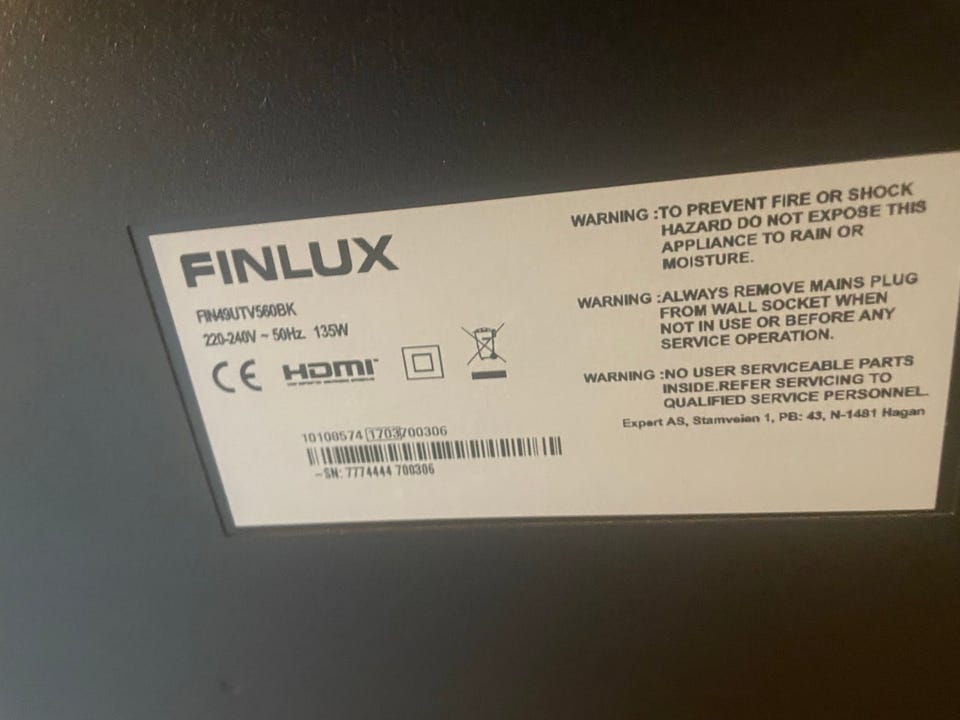 FINLUX
FIN49UTV560BK
220-240V ~ 50Hz. 135W
CE HDMI
10100574 1703 700306
-SN: 7774444 700306
WARNING :TO PREVENT FIRE OR SHOCK
HAZARD DO NOT EXPOSE THIS
APPLIANCE TO RAIN OR
MOISTURE.
WARNING :ALWAYS REMOVE MAINS PLUG
FROM WALL SOCKET WHEN
NOT IN USE OR BEFORE ANY
SERVICE OPERATION.
WARNING :NO USER SERVICEABLE PARTS
INSIDE.REFER SERVICING TO
QUALIFIED SERVICE PERSONNEL.
Expert AS, Stamveien 1, PB: 43, N-1481 Hagan